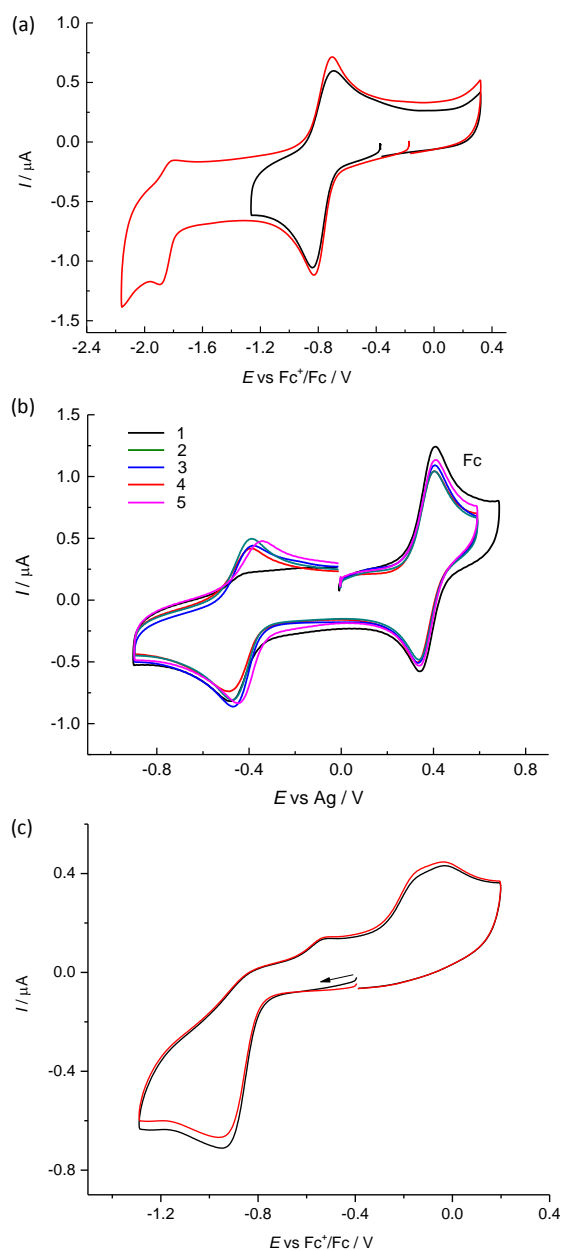 (a)
1.0
0.5
0.0
-0.5
-1.0
-1.5
I / µA
-2.4 -2.0 -1.6 -1.2 -0.8 -0.4 0.0 0.4
E vs Fc⁺/Fc / V
(b)
1.5
1.0
0.5
0.0
-0.5
-1.0
I / µA
1
2
3
4
5
Fc
-0.8 -0.4 0.0 0.4 0.8
E vs Ag / V
(c)
0.4
0.0
-0.4
-0.8
I / µA
-1.2 -0.8 -0.4 0.0 0.4
E vs Fc⁺/Fc / V